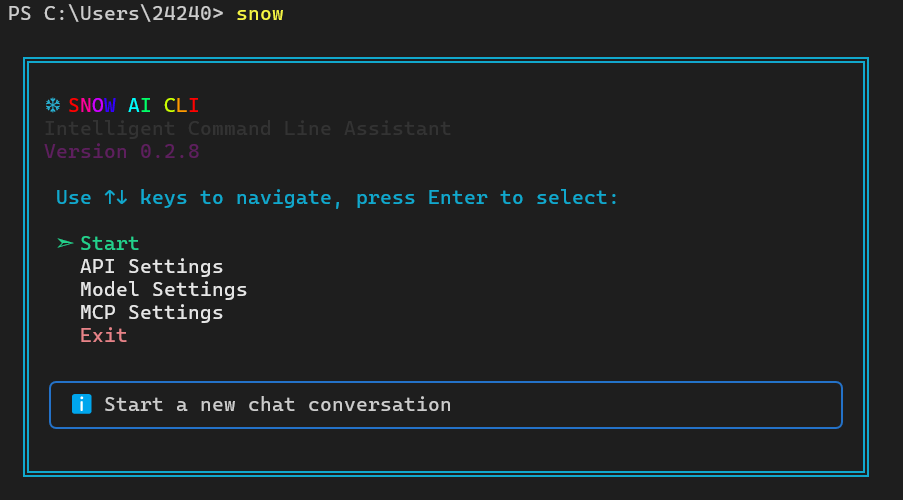 PS C:\Users\24240> snow
❄ SNOW AI CLI
Intelligent Command Line Assistant
Version 0.2.8
Use ↑↓ keys to navigate, press Enter to select:
➣ Start
API Settings
Model Settings
MCP Settings
Exit
ℹ Start a new chat conversation